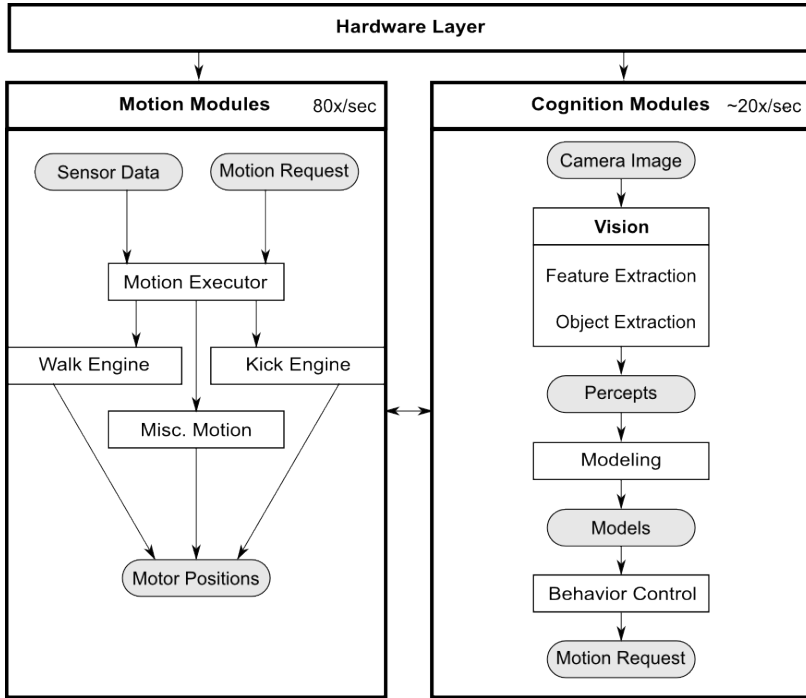 Hardware Layer
Motion Modules 80x/sec
Sensor Data
Motion Request
Motion Executor
Walk Engine
Kick Engine
Misc. Motion
Motor Positions
Cognition Modules ~20x/sec
Camera Image
Vision
Feature Extraction
Object Extraction
Percepts
Modeling
Models
Behavior Control
Motion Request